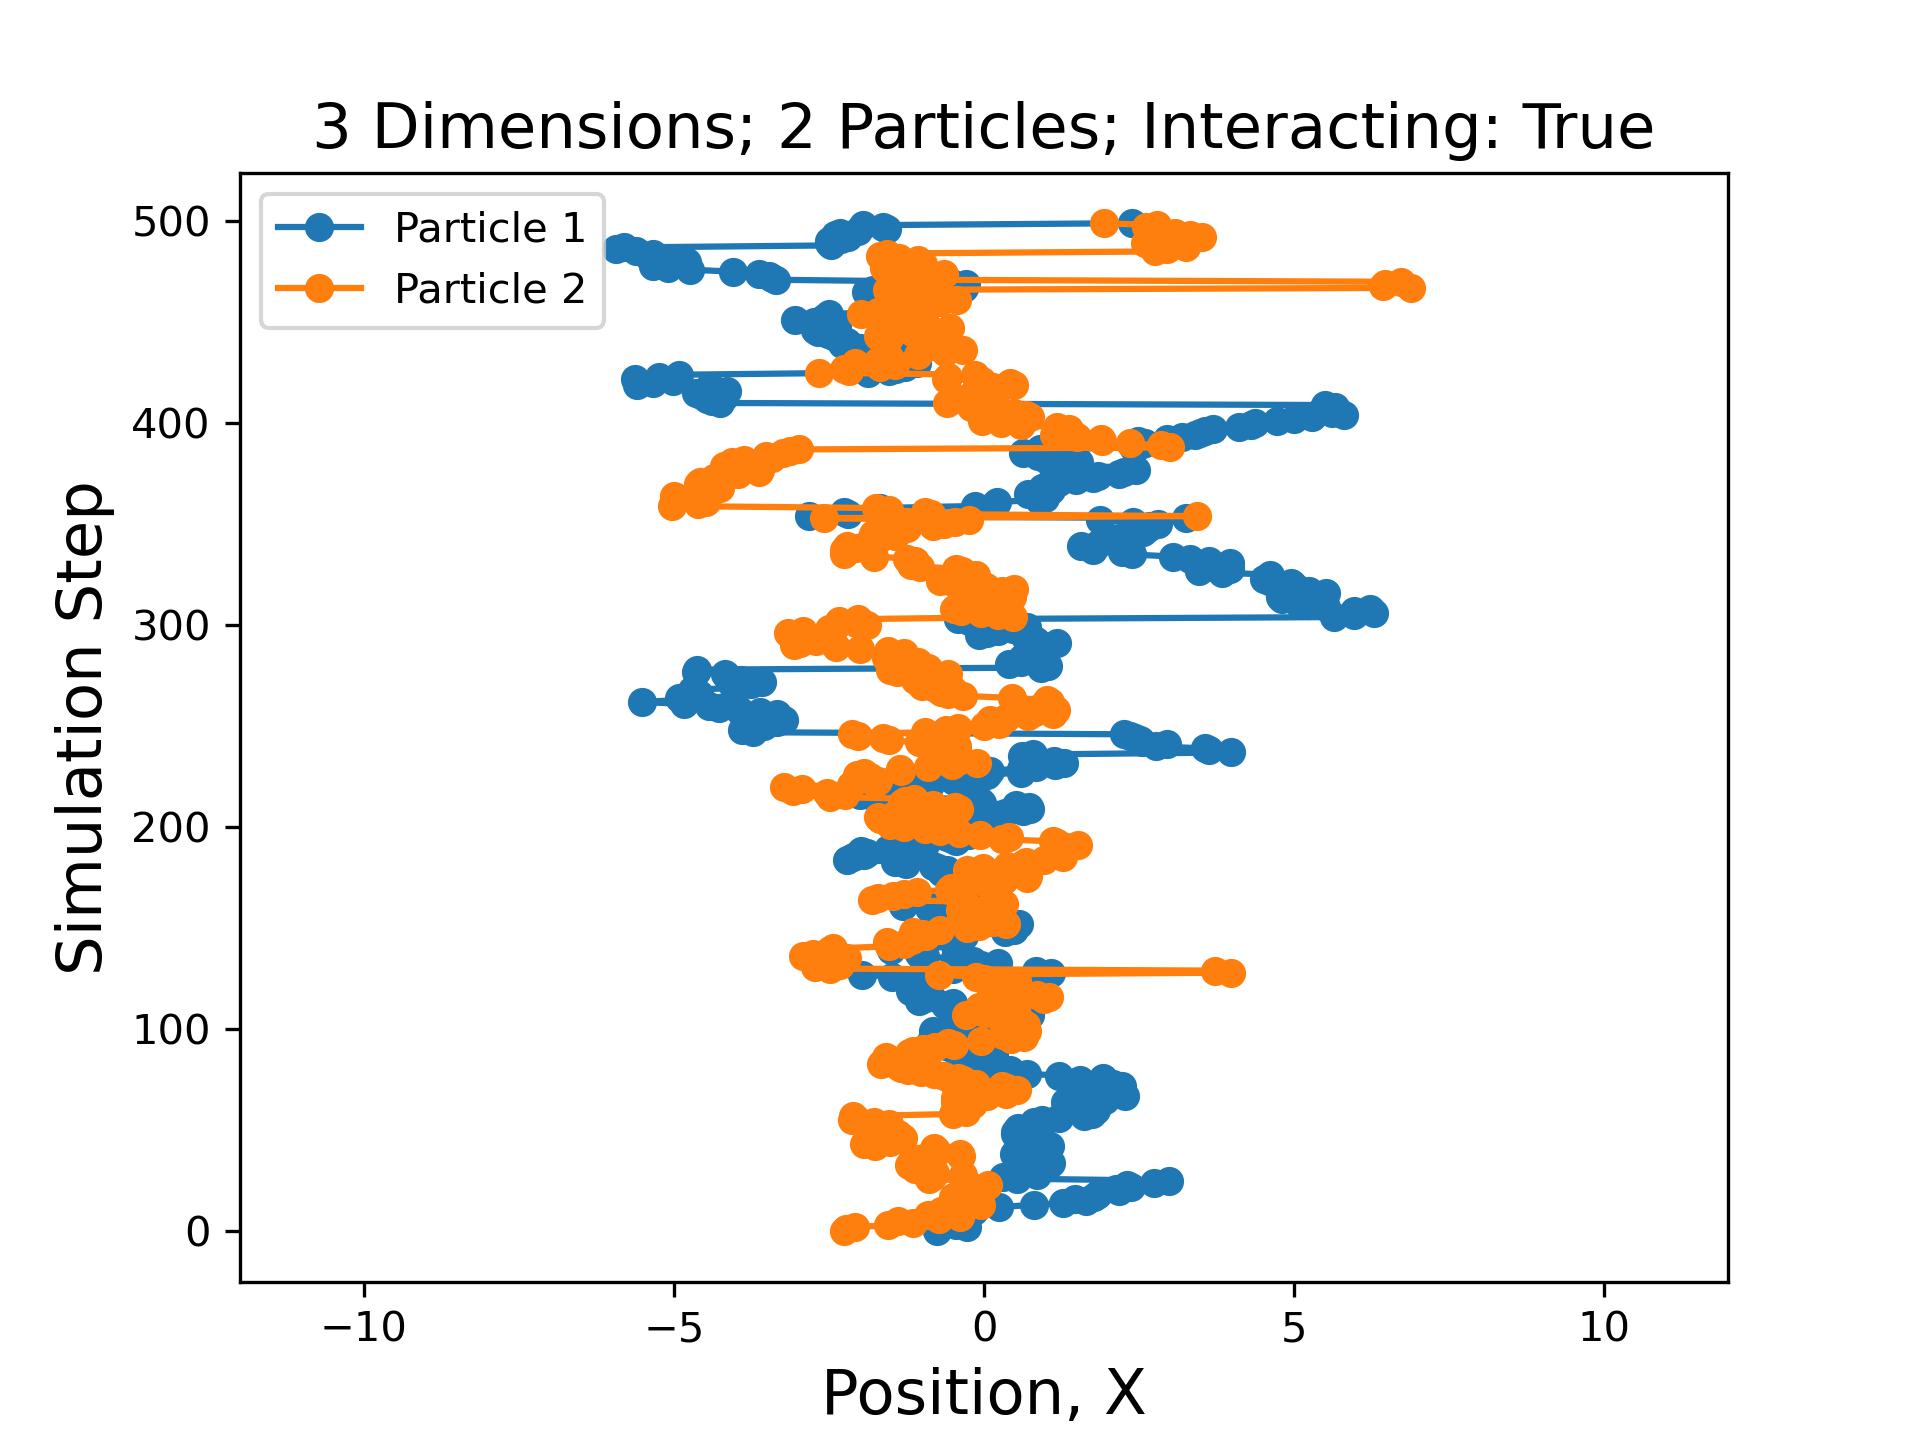 3 Dimensions; 2 Particles; Interacting: True
Particle 1
Particle 2
500
400
300
200
100
0
Simulation Step
−10
−5
0
5
10
Position, X